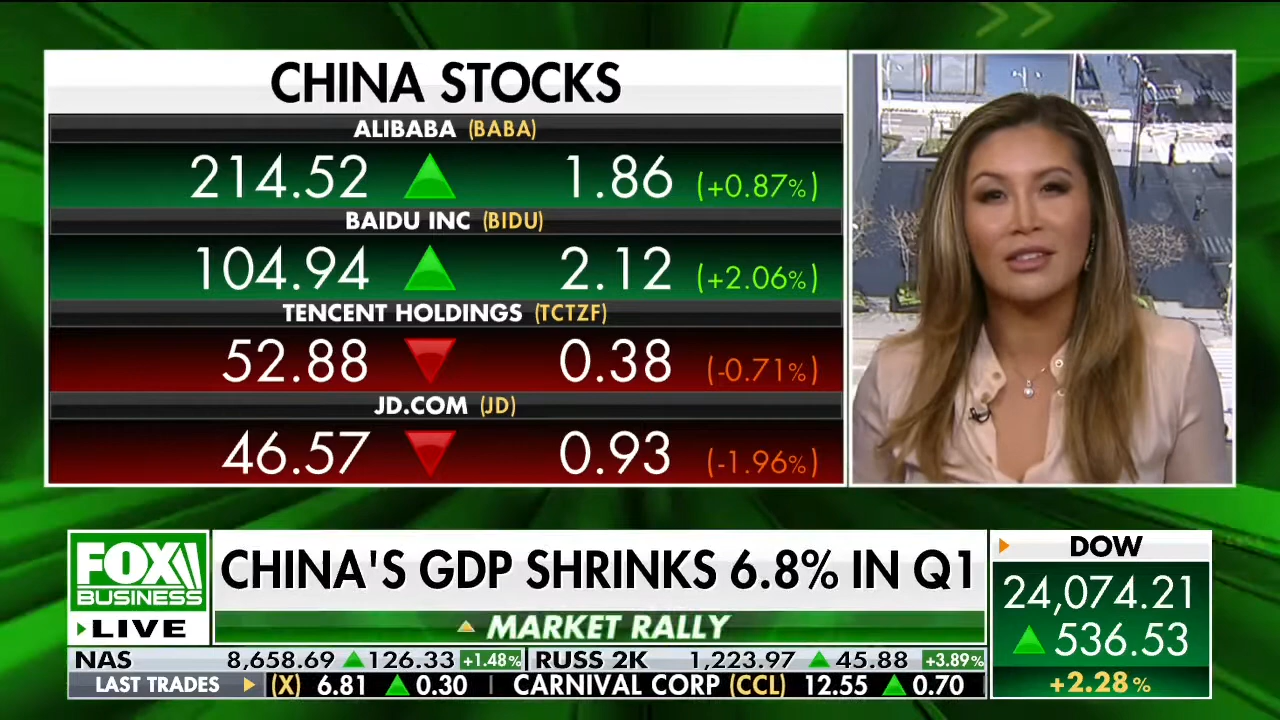 CHINA STOCKS
ALIBABA (BABA)
214.52 1.86 (+0.87%)
BAIDU INC (BIDU)
104.94 2.12 (+2.06%)
TENCENT HOLDINGS (TCTZF)
52.88 0.38 (-0.71%)
JD.COM (JD)
46.57 0.93 (-1.96%)
FOX
BUSINESS
LIVE
CHINA'S GDP SHRINKS 6.8% IN Q1
MARKET RALLY
DOW
24,074.21
536.53
+2.28%
NAS 8,658.69 126.33 +1.48% RUSS 2K 1,223.97 45.88 +3.89%
LAST TRADES (X) 6.81 0.30 CARNIVAL CORP (CCL) 12.55 0.70